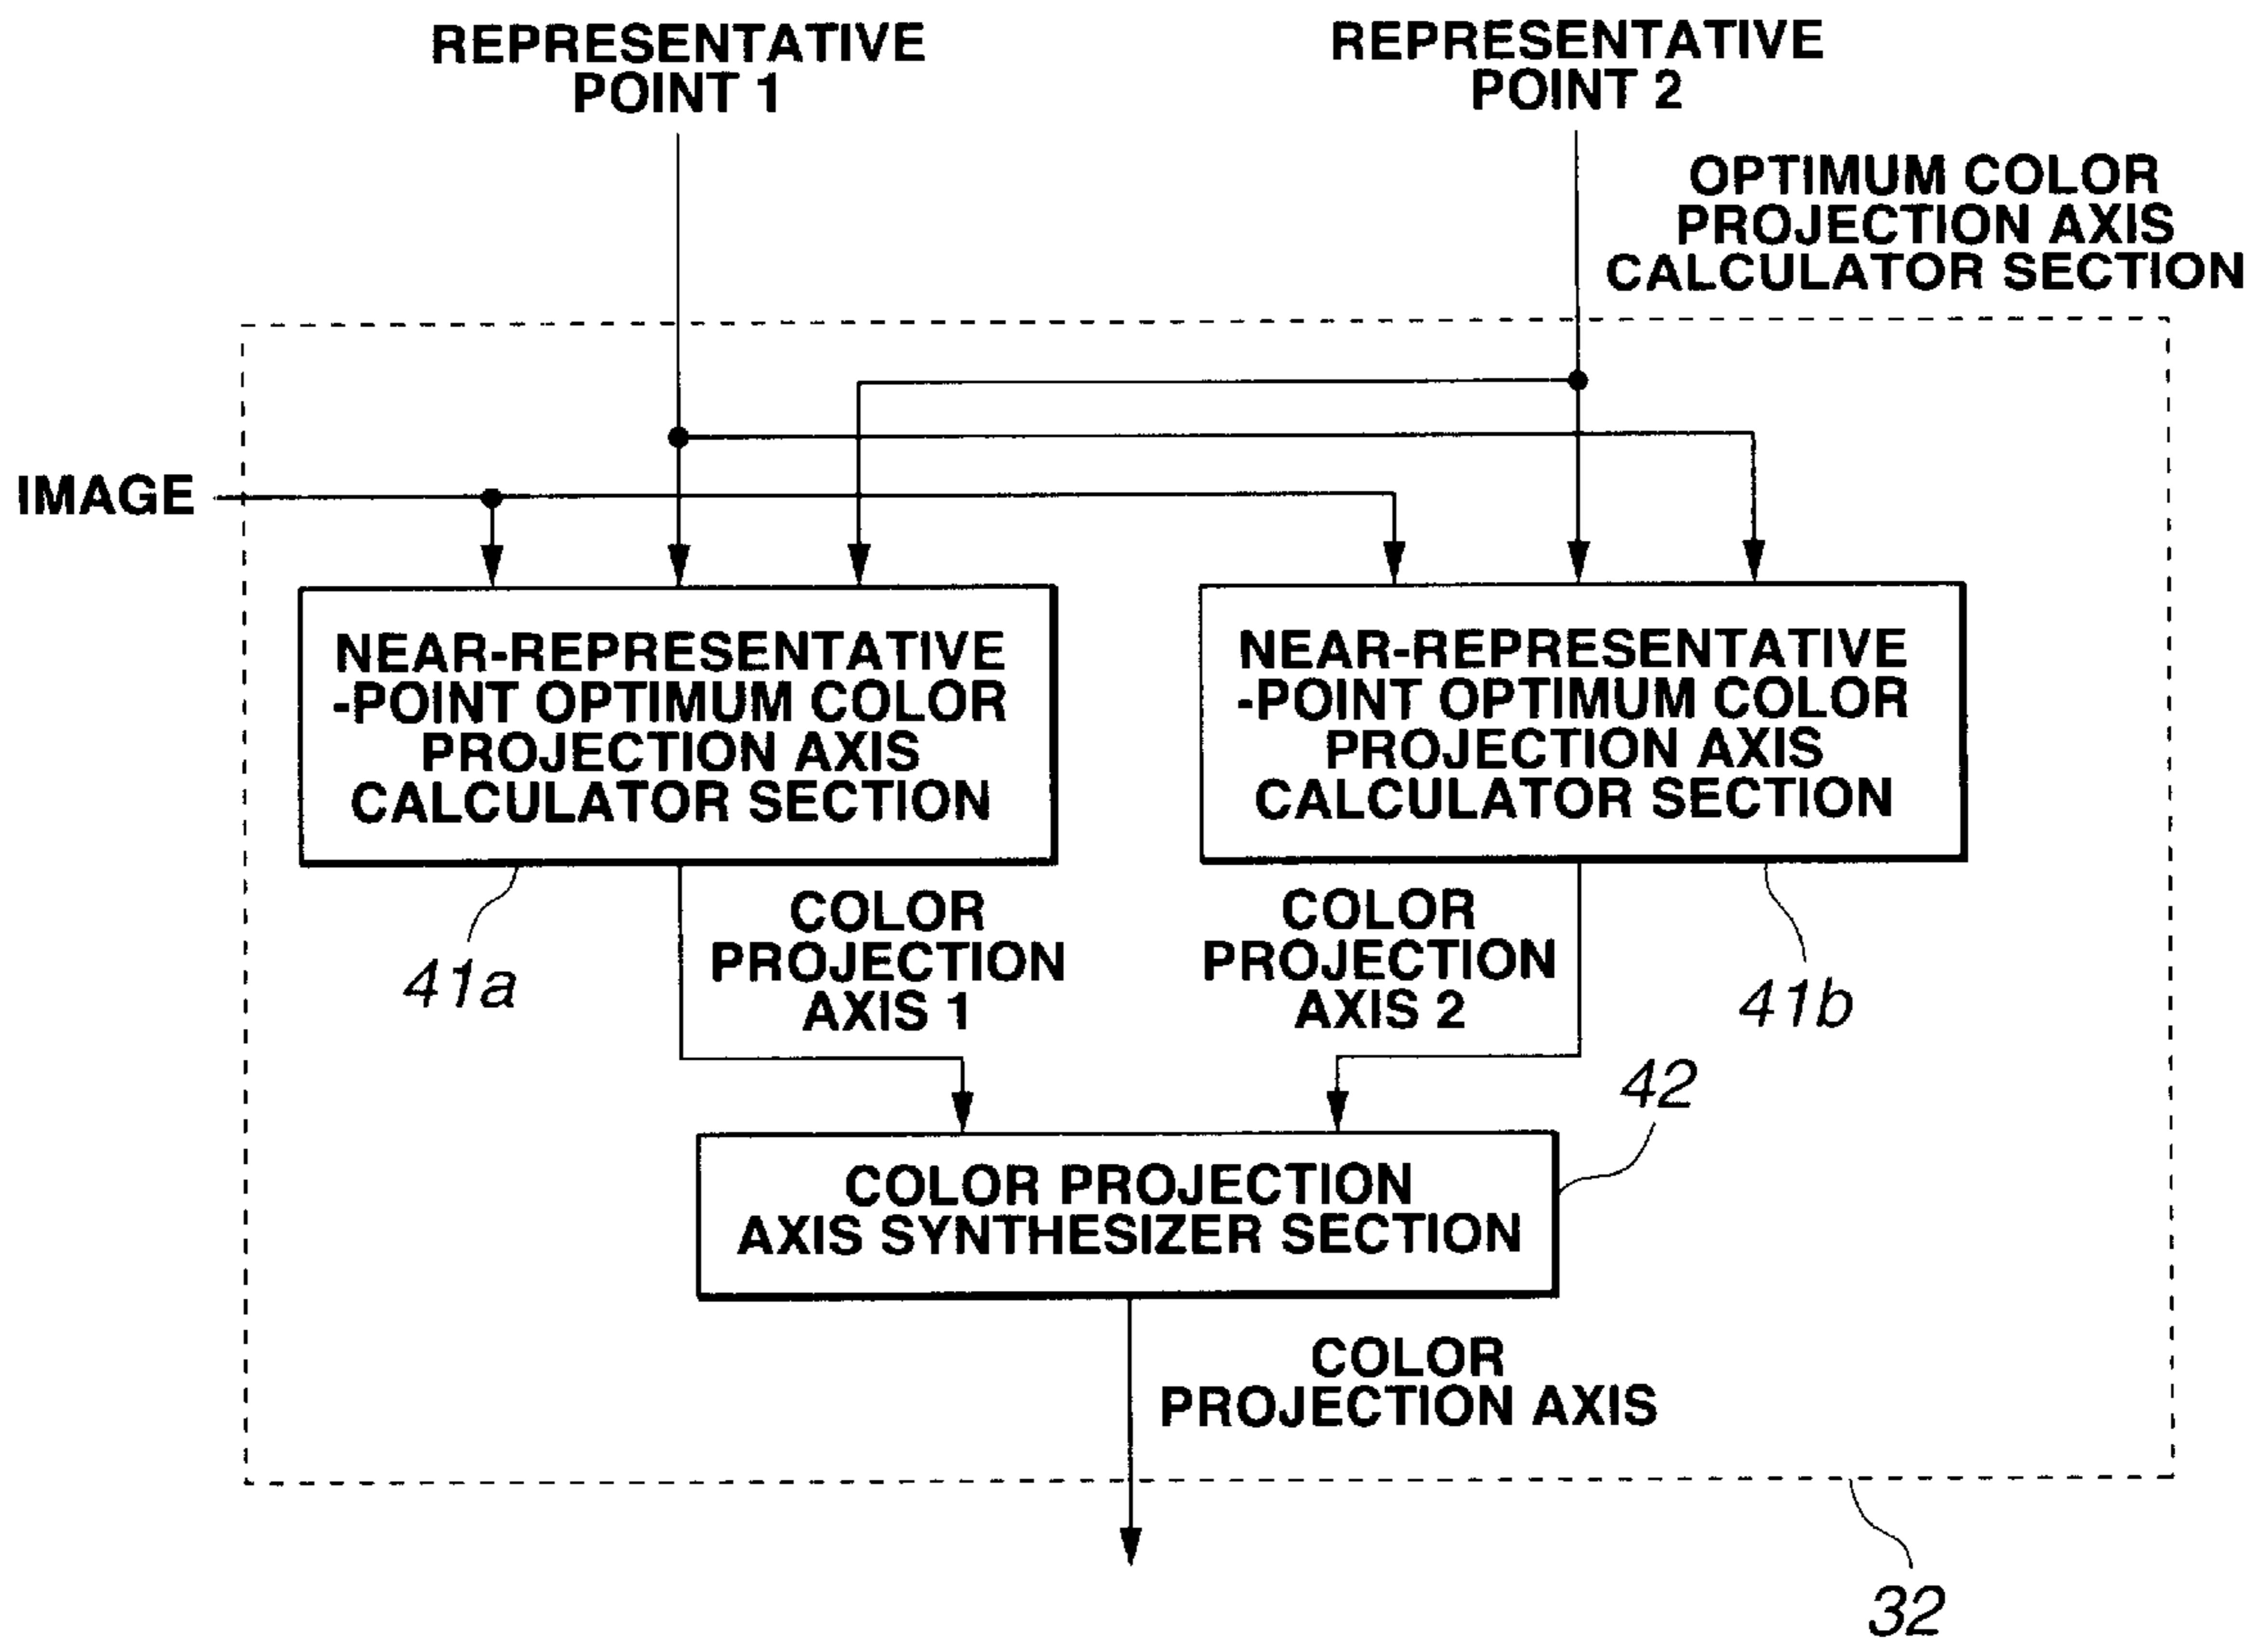 REPRESENTATIVE
POINT 1
REPRESENTATIVE
POINT 2
OPTIMUM COLOR
PROJECTION AXIS
CALCULATOR SECTION
IMAGE
NEAR-REPRESENTATIVE
-POINT OPTIMUM COLOR
PROJECTION AXIS
CALCULATOR SECTION
NEAR-REPRESENTATIVE
-POINT OPTIMUM COLOR
PROJECTION AXIS
CALCULATOR SECTION
41a
COLOR
PROJECTION
AXIS 1
COLOR
PROJECTION
AXIS 2
41b
42
COLOR PROJECTION
AXIS SYNTHESIZER SECTION
COLOR
PROJECTION AXIS
32